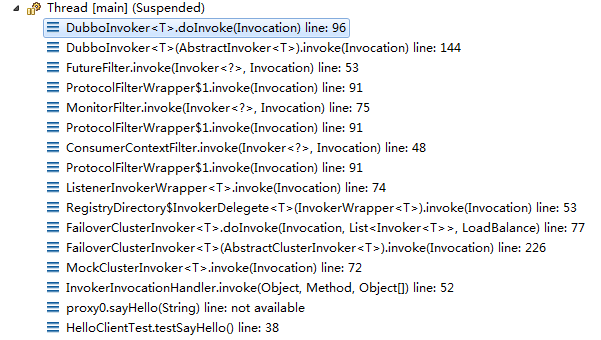 Thread [main] (Suspended)
DubboInvoker<T>.doInvoke(Invocation) line: 96
DubboInvoker<T>(AbstractInvoker<T>).invoke(Invocation) line: 144
FutureFilter.invoke(Invoker<?>, Invocation) line: 53
ProtocolFilterWrapper$1.invoke(Invocation) line: 91
MonitorFilter.invoke(Invoker<?>, Invocation) line: 75
ProtocolFilterWrapper$1.invoke(Invocation) line: 91
ConsumerContextFilter.invoke(Invoker<?>, Invocation) line: 48
ProtocolFilterWrapper$1.invoke(Invocation) line: 91
ListenerInvokerWrapper<T>.invoke(Invocation) line: 74
RegistryDirectory$InvokerDelegete<T>(InvokerWrapper<T>).invoke(Invocation) line: 53
FailoverClusterInvoker<T>.doInvoke(Invocation, List<Invoker<T>>, LoadBalance) line: 77
FailoverClusterInvoker<T>(AbstractClusterInvoker<T>).invoke(Invocation) line: 226
MockClusterInvoker<T>.invoke(Invocation) line: 72
InvokerInvocationHandler.invoke(Object, Method, Object[]) line: 52
proxy0.sayHello(String) line: not available
HelloClientTest.testSayHello() line: 38